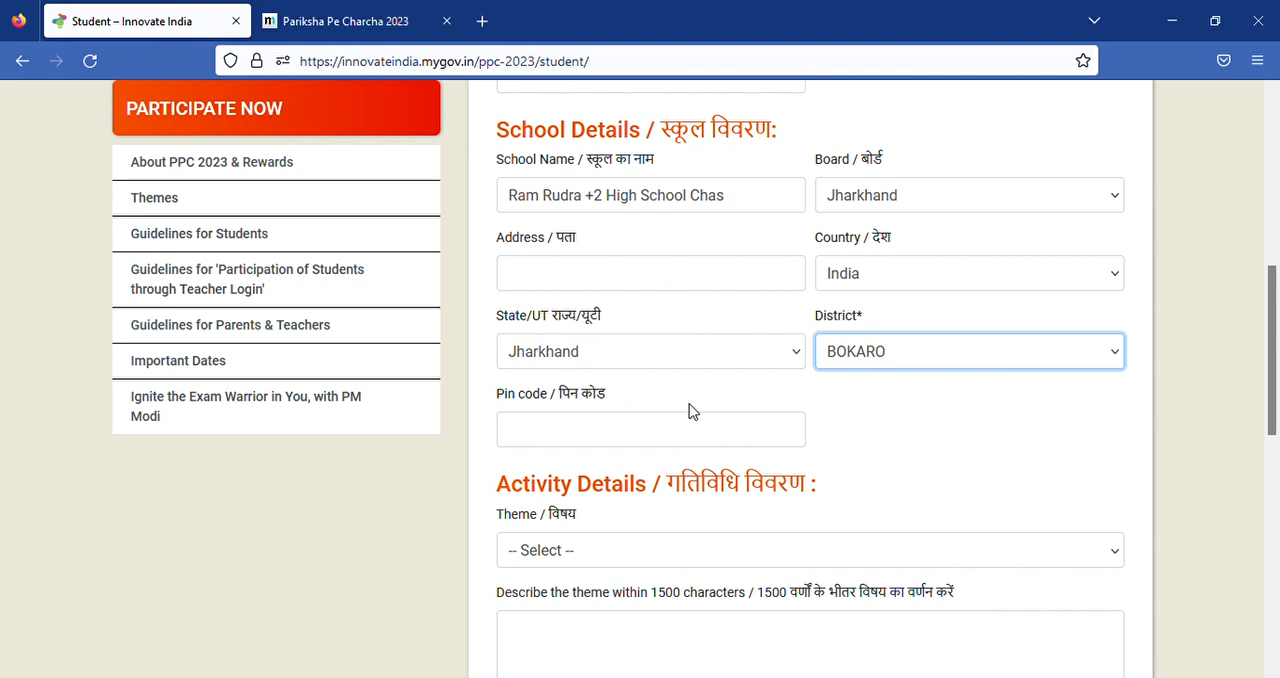 Student – Innovate India
Pariksha Pe Charcha 2023
https://innovateindia.mygov.in/ppc-2023/student/
PARTICIPATE NOW
About PPC 2023 & Rewards
Themes
Guidelines for Students
Guidelines for 'Participation of Students
through Teacher Login'
Guidelines for Parents & Teachers
Important Dates
Ignite the Exam Warrior in You, with PM
Modi
School Details / स्कूल विवरण:
School Name / स्कूल का नाम
Board / बोर्ड
Ram Rudra +2 High School Chas
Jharkhand
Address / पता
Country / देश
India
State/UT राज्य/यूटी
District*
Jharkhand
BOKARO
Pin code / पिन कोड
Activity Details / गतिविधि विवरण :
Theme / विषय
-- Select --
Describe the theme within 1500 characters / 1500 वर्णों के भीतर विषय का वर्णन करें